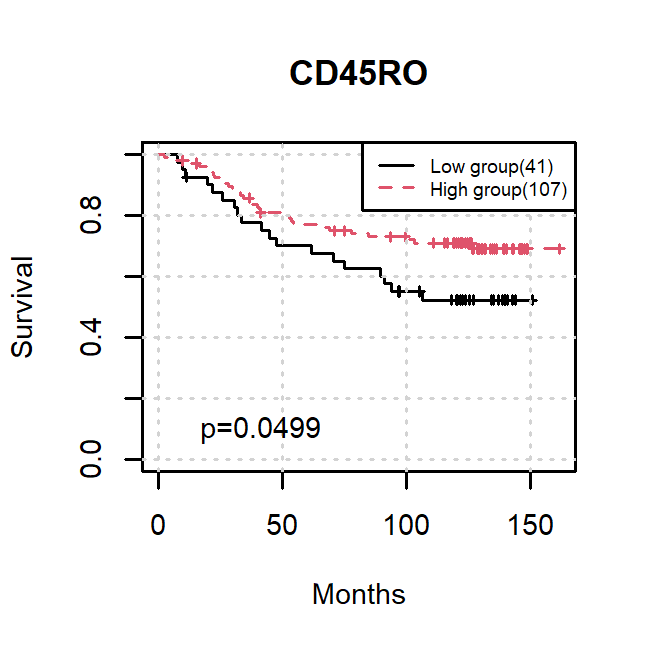 CD45RO
Low group(41)
High group(107)
Survival
0.8
0.4
0.0
p=0.0499
0 50 100 150
Months